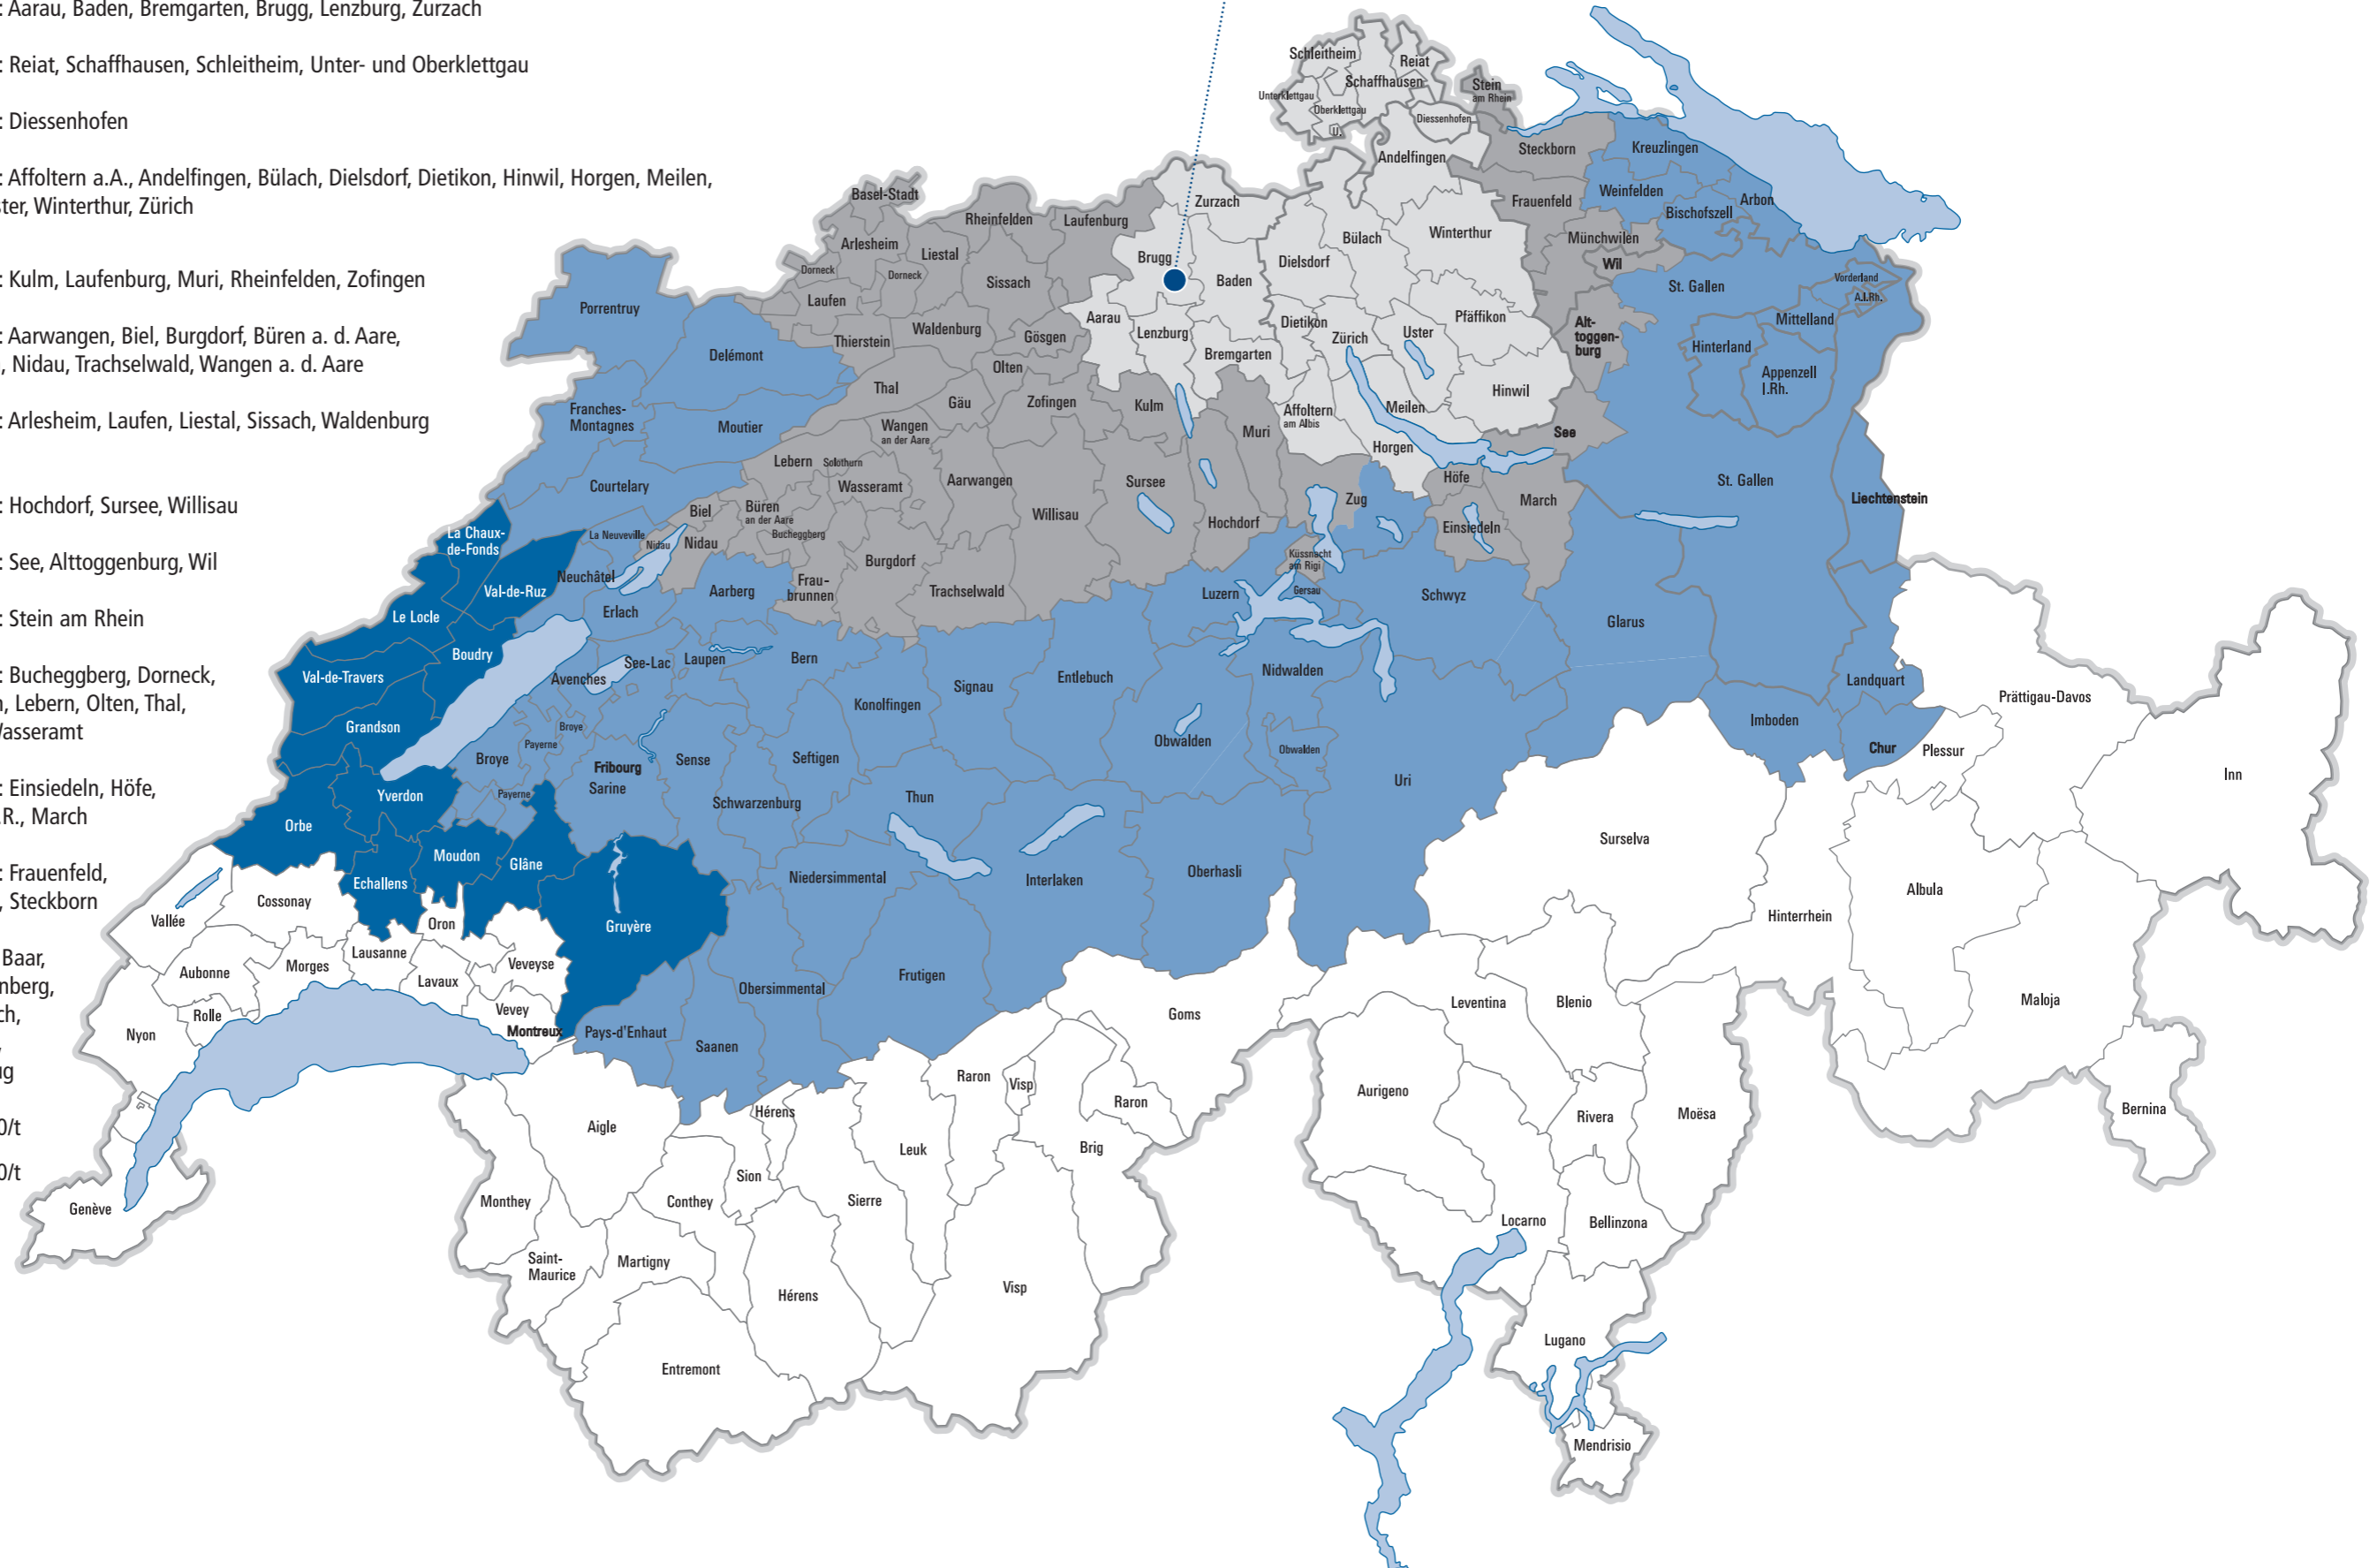 : Aarau, Baden, Bremgarten, Brugg, Lenzburg, Zurzach
: Reiat, Schaffhausen, Schleitheim, Unter- und Oberklettgau
: Diessenhofen
: Affoltern a.A., Andelfingen, Bülach, Dielsdorf, Dietikon, Hinwil, Horgen, Meilen,
ster, Winterthur, Zürich
: Kulm, Laufenburg, Muri, Rheinfelden, Zofingen
: Aarwangen, Biel, Burgdorf, Büren a. d. Aare,
, Nidau, Trachselwald, Wangen a. d. Aare
: Arlesheim, Laufen, Liestal, Sissach, Waldenburg
: Hochdorf, Sursee, Willisau
: See, Alttoggenburg, Wil
: Stein am Rhein
: Bucheggberg, Dorneck,
n, Lebern, Olten, Thal,
Wasseramt
: Einsiedeln, Höfe,
.R., March
: Frauenfeld,
, Steckborn
Baar,
nberg,
ch,
ug
0/t
0/t
Schleitheim
Reiat
Schaffhausen
Stein
am Rhein
Unterklettgau
Oberklettgau
U.
Diessenhofen
Andelfingen
Steckborn
Kreuzlingen
Basel-Stadt
Zurzach
Frauenfeld
Weinfelden
Arbon
Bischofszell
Rheinfelden
Laufenburg
Arlesheim
Liestal
Bülach
Winterthur
Münchwilen
Wil
Dorneck
Dorneck
Sissach
Brugg
Baden
Dielsdorf
St. Gallen
Vorderland
A.I.Rh.
Porrentruy
Laufen
Waldenburg
Gösgen
Aarau
Lenzburg
Dietikon
Zürich
Uster
Pfäffikon
Alt-
toggen-
burg
Mittelland
Hinterland
Delémont
Thierstein
Olten
Bremgarten
Appenzell
I.Rh.
Thal
Gäu
Zofingen
Kulm
Hinwil
Franches-
Montagnes
Moutier
Wangen
an der Aare
Muri
Affoltern
am Albis
Meilen
See
Horgen
Lebern
Solothurn
Wasseramt
Aarwangen
Sursee
Höfe
Courtelary
Büren
an der Aare
Biel
Willisau
Zug
March
St. Gallen
Liechtenstein
Hochdorf
Einsiedeln
La Chaux-
de-Fonds
La Neuveville
Nidau
Nidau
Bucheggberg
Burgdorf
Küssnacht
am Rigi
Neuchâtel
Val-de-Ruz
Aarberg
Frau-
brunnen
Trachselwald
Luzern
Gersau
Schwyz
Le Locle
Erlach
Glarus
Boudry
See-Lac
Laupen
Bern
Val-de-Travers
Avenches
Signau
Entlebuch
Nidwalden
Landquart
Prättigau-Davos
Grandson
Broye
Payerne
Konolfingen
Obwalden
Obwalden
Imboden
Chur
Plessur
Broye
Fribourg
Sarine
Sense
Seftigen
Uri
Inn
Yverdon
Payerne
Schwarzenburg
Thun
Orbe
Surselva
Moudon
Glâne
Echallens
Niedersimmental
Interlaken
Oberhasli
Albula
Cossonay
Vallée
Oron
Gruyère
Hinterrhein
Lausanne
Aubonne
Morges
Veveyse
Lavaux
Frutigen
Obersimmental
Leventina
Blenio
Maloja
Rolle
Vevey
Goms
Nyon
Montreux
Pays-d'Enhaut
Saanen
Raron
Visp
Aurigeno
Raron
Hérens
Rivera
Moësa
Bernina
Aigle
Leuk
Brig
Sion
Monthey
Conthey
Sierre
Genève
Locarno
Bellinzona
Saint-
Maurice
Martigny
Hérens
Visp
Lugano
Entremont
Mendrisio